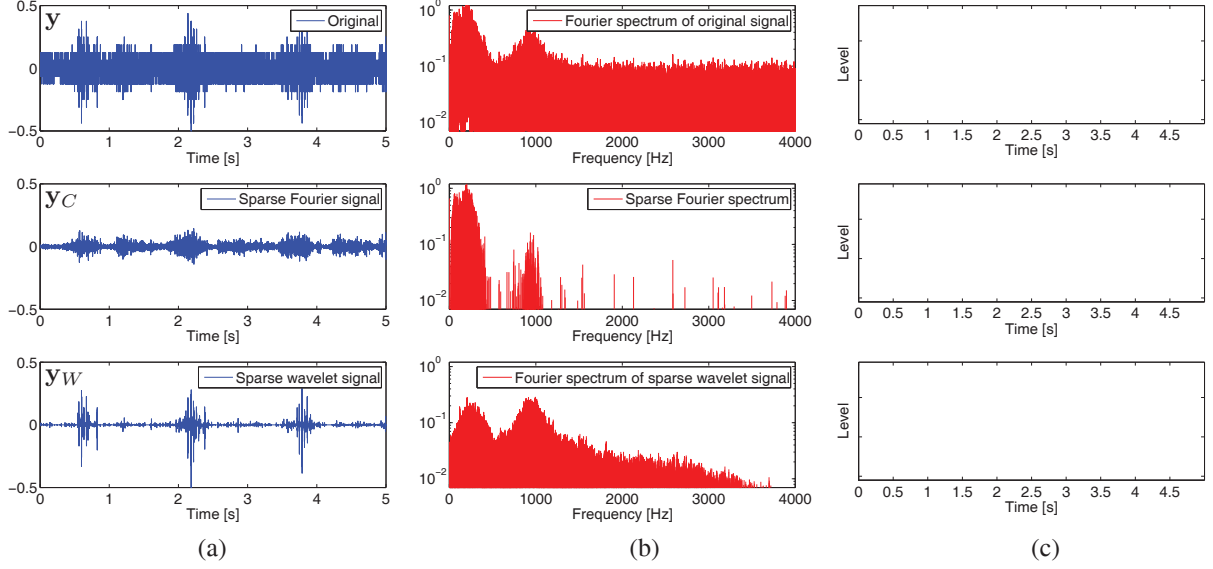 y
Original
0.5
0
−0.5
0 1 2 3 4 5
Time [s]
Fourier spectrum of original signal
10^0
10^-1
10^-2
0 1000 2000 3000 4000
Frequency [Hz]
Level
0 0.5 1 1.5 2 2.5 3 3.5 4 4.5
Time [s]
y_C
Sparse Fourier signal
0.5
0
−0.5
0 1 2 3 4 5
Time [s]
Sparse Fourier spectrum
10^0
10^-1
10^-2
0 1000 2000 3000 4000
Frequency [Hz]
Level
0 0.5 1 1.5 2 2.5 3 3.5 4 4.5
Time [s]
y_W
Sparse wavelet signal
0.5
0
−0.5
0 1 2 3 4 5
Time [s]
Fourier spectrum of sparse wavelet signal
10^0
10^-1
10^-2
0 1000 2000 3000 4000
Frequency [Hz]
Level
0 0.5 1 1.5 2 2.5 3 3.5 4 4.5
Time [s]
(a)
(b)
(c)